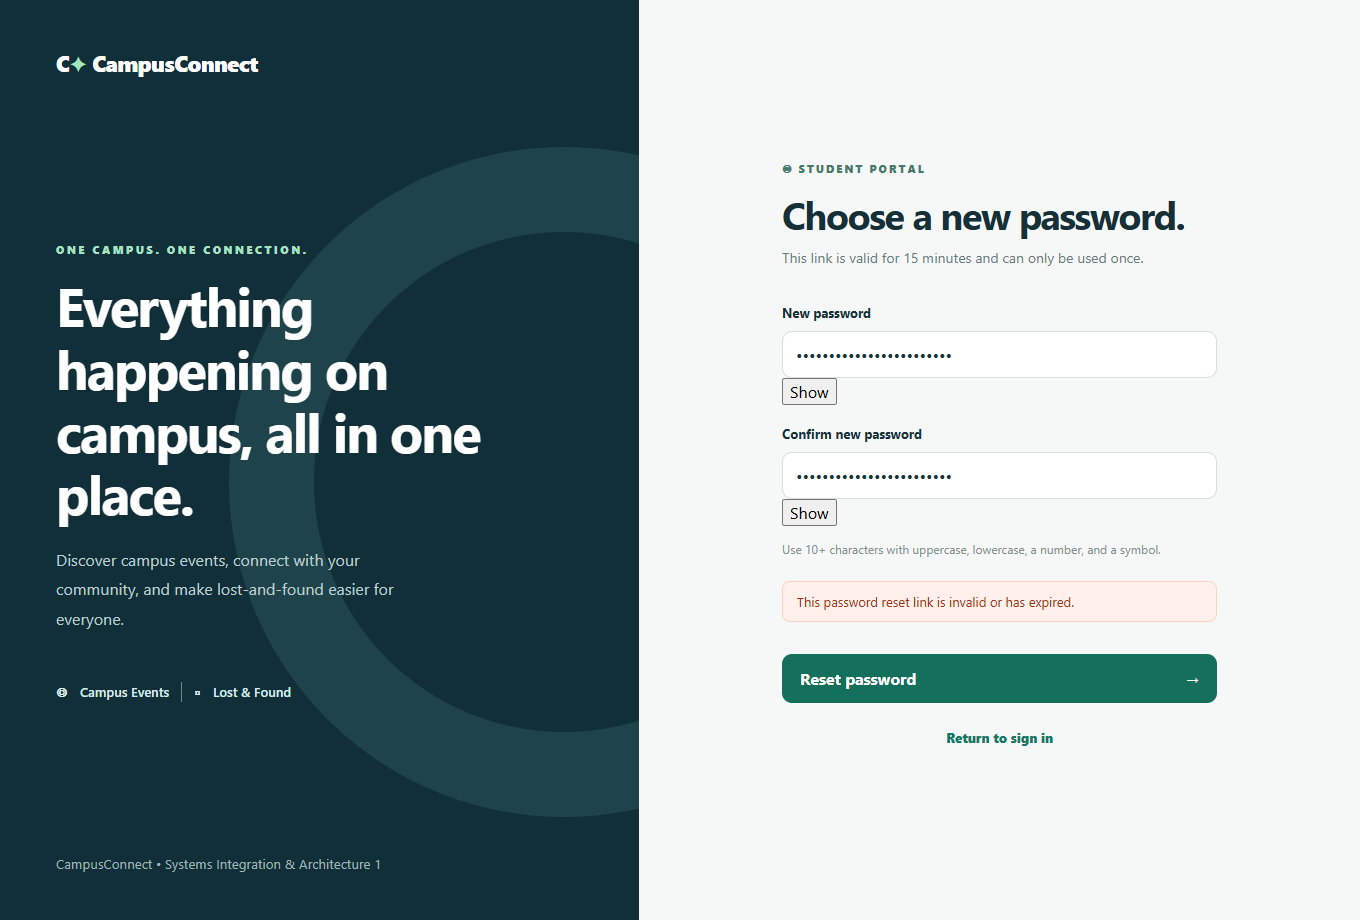 C✦ CampusConnect
ONE CAMPUS. ONE CONNECTION.
Everything
happening on
campus, all in one
place.
Discover campus events, connect with your
community, and make lost-and-found easier for
everyone.
Campus Events
Lost & Found
CampusConnect • Systems Integration & Architecture 1
STUDENT PORTAL
Choose a new password.
This link is valid for 15 minutes and can only be used once.
New password
••••••••••••••••••••••••
Show
Confirm new password
••••••••••••••••••••••••
Show
Use 10+ characters with uppercase, lowercase, a number, and a symbol.
This password reset link is invalid or has expired.
Reset password →
Return to sign in